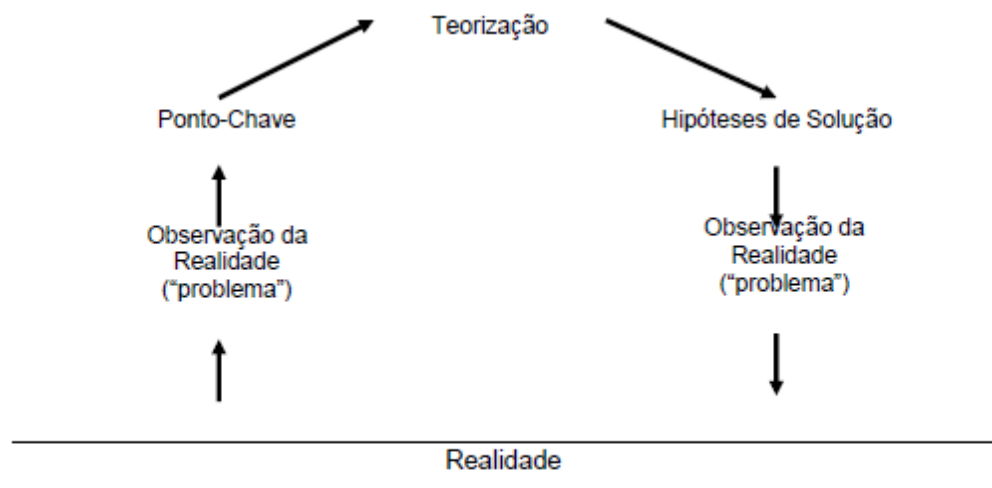 Teorização
Ponto-Chave
Hipóteses de Solução
Observação da
Realidade
(“problema”)
Observação da
Realidade
(“problema”)
Realidade